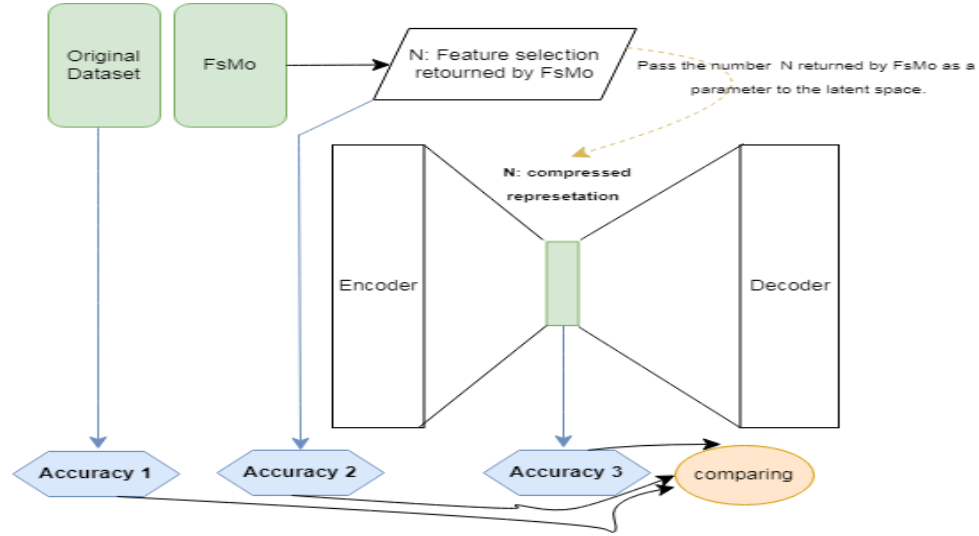 Original
Dataset
FsMo
N: Feature selection
retourned by FsMo
Pass the number N returned by FsMo as a
parameter to the latent space.
N: compressed
represetation
Encoder
Decoder
Accuracy 1
Accuracy 2
Accuracy 3
comparing